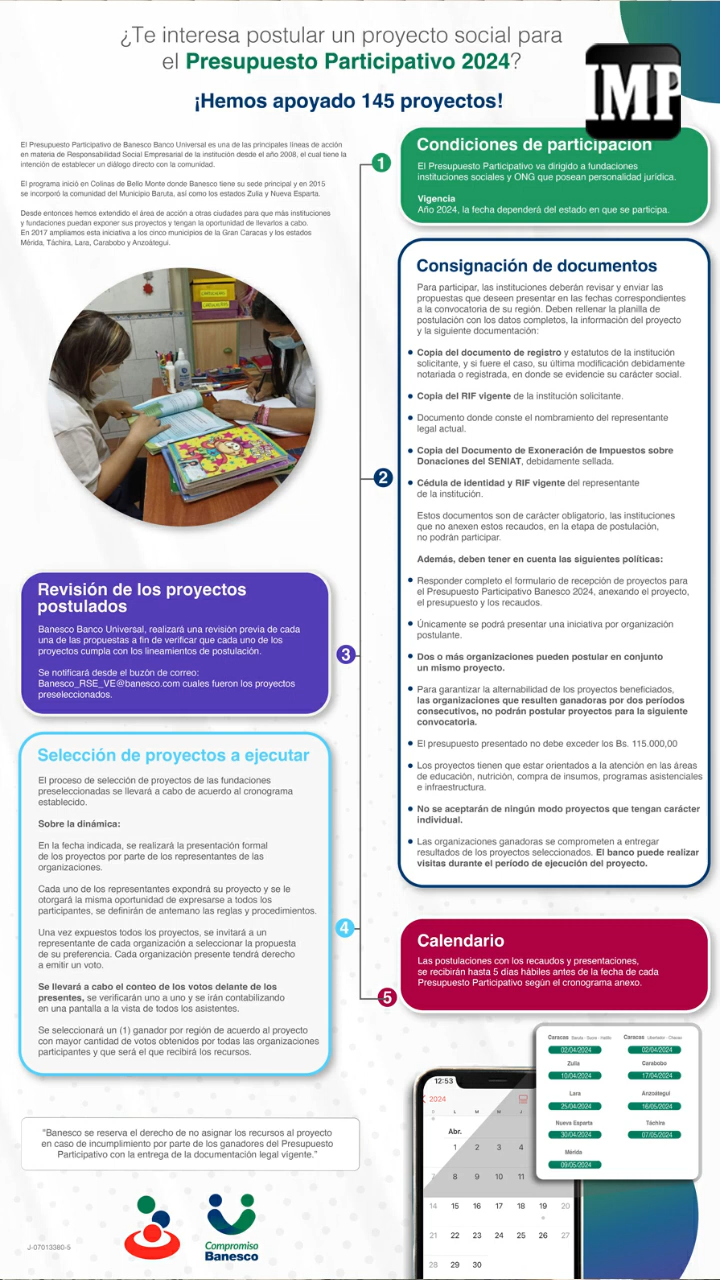 ¿Te interesa postular un proyecto social para
el Presupuesto Participativo 2024?
¡Hemos apoyado 145 proyectos!
IMP
El Presupuesto Participativo de Banesco Banco Universal es una de las principales líneas de acción
en materia de Responsabilidad Social Empresarial de la institución desde el año 2008, el cual tiene la
intención de establecer un diálogo directo con la comunidad.
El programa inició en Colinas de Bello Monte donde Banesco tiene su sede principal y en 2015
se incorporó la comunidad del Municipio Baruta, así como los estados Zulia y Nueva Esparta.
Desde entonces hemos extendido el área de acción a otras ciudades para que más instituciones
y fundaciones puedan exponer sus proyectos y tengan la oportunidad de llevarlos a cabo.
En 2017 ampliamos esta iniciativa a los cinco municipios de la Gran Caracas y los estados
Mérida, Táchira, Lara, Carabobo y Anzoátegui.
1
Condiciones de participación
El Presupuesto Participativo va dirigido a fundaciones
instituciones sociales y ONG que posean personalidad jurídica.
Vigencia
Año 2024, la fecha dependerá del estado en que se participa.
2
Consignación de documentos
Para participar, las instituciones deberán revisar y enviar las
propuestas que deseen presentar en las fechas correspondientes
a la convocatoria de su región. Deben rellenar la planilla de
postulación con los datos completos, la información del proyecto
y la siguiente documentación:
• Copia del documento de registro y estatutos de la institución
solicitante, y si fuere el caso, su última modificación debidamente
notariada o registrada, en donde se evidencie su carácter social.
• Copia del RIF vigente de la institución solicitante.
• Documento donde conste el nombramiento del representante
legal actual.
• Copia del Documento de Exoneración de Impuestos sobre
Donaciones del SENIAT, debidamente sellada.
• Cédula de identidad y RIF vigente del representante
de la institución.
Estos documentos son de carácter obligatorio, las instituciones
que no anexen estos recaudos, en la etapa de postulación,
no podrán participar.
Además, deben tener en cuenta las siguientes políticas:
• Responder completo el formulario de recepción de proyectos para
el Presupuesto Participativo Banesco 2024, anexando el proyecto,
el presupuesto y los recaudos.
• Únicamente se podrá presentar una iniciativa por organización
postulante.
• Dos o más organizaciones pueden postular en conjunto
un mismo proyecto.
• Para garantizar la alternabilidad de los proyectos beneficiados,
las organizaciones que resulten ganadoras por dos períodos
consecutivos, no podrán postular proyectos para la siguiente
convocatoria.
• El presupuesto presentado no debe exceder los Bs. 115.000,00
• Los proyectos tienen que estar orientados a la atención en las áreas
de educación, nutrición, compra de insumos, programas asistenciales
e infraestructura.
• No se aceptarán de ningún modo proyectos que tengan carácter
individual.
• Las organizaciones ganadoras se comprometen a entregar
resultados de los proyectos seleccionados. El banco puede realizar
visitas durante el período de ejecución del proyecto.
3
Revisión de los proyectos
postulados
Banesco Banco Universal, realizará una revisión previa de cada
una de las propuestas a fin de verificar que cada uno de los
proyectos cumpla con los lineamientos de postulación.
Se notificará desde el buzón de correo:
Banesco_RSE_VE@banesco.com cuales fueron los proyectos
preseleccionados.
4
Selección de proyectos a ejecutar
El proceso de selección de proyectos de las fundaciones
preseleccionadas se llevará a cabo de acuerdo al cronograma
establecido.
Sobre la dinámica:
En la fecha indicada, se realizará la presentación formal
de los proyectos por parte de los representantes de las
organizaciones.
Cada uno de los representantes expondrá su proyecto y se le
otorgará la misma oportunidad de expresarse a todos los
participantes, se definirán de antemano las reglas y procedimientos.
Una vez expuestos todos los proyectos, se invitará a un
representante de cada organización a seleccionar la propuesta
de su preferencia. Cada organización presente tendrá derecho
a emitir un voto.
Se llevará a cabo el conteo de los votos delante de los
presentes, se verificarán uno a uno y se irán contabilizando
en una pantalla a la vista de todos los asistentes.
Se seleccionará un (1) ganador por región de acuerdo al proyecto
con mayor cantidad de votos obtenidos por todas las organizaciones
participantes y que será el que recibirá los recursos.
5
Calendario
Las postulaciones con los recaudos y presentaciones,
se recibirán hasta 5 días hábiles antes de la fecha de cada
Presupuesto Participativo según el cronograma anexo.
Caracas Baruta - Sucre - Hatillo Caracas Libertador - Chacao
02/04/2024 02/04/2024
Zulia Carabobo
10/04/2024 17/04/2024
Lara Anzoátegui
25/04/2024 16/05/2024
Nueva Esparta Táchira
30/04/2024 07/05/2024
Mérida
09/05/2024
12:53
2024
L M M J
Abr.
1 2 3 4
7 8 9 10 11
14 15 16 17 18 19 20
21 22 23 24 25 26 27
28 29 30
"Banesco se reserva el derecho de no asignar los recursos al proyecto
en caso de incumplimiento por parte de los ganadores del Presupuesto
Participativo con la entrega de la documentación legal vigente."
J-07013380-5
Compromiso
Banesco